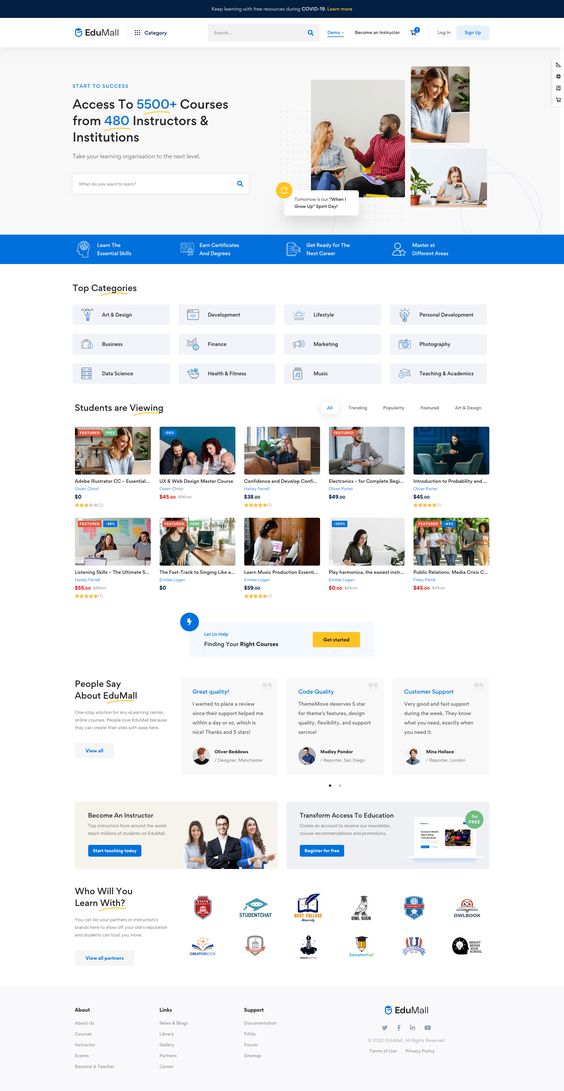 Keep learning with free resources during COVID-19. Learn more
EduMall
Category
Search...
Demo
Become an Instructor
Log In
Sign Up
START TO SUCCESS
Access To 5500+ Courses
from 480 Instructors &
Institutions
Take your learning organisation to the next level.
What do you want to learn?
Tomorrow is our "When I
Grow Up" Spirit Day!
Learn The
Essential Skills
Earn Certificates
And Degrees
Get Ready for The
Next Career
Master at
Different Areas
Top Categories
Art & Design
Development
Lifestyle
Personal Development
Business
Finance
Marketing
Photography
Data Science
Health & Fitness
Music
Teaching & Academics
Students are Viewing
All
Trending
Popularity
Featured
Art & Design
FEATURED FREE
Adobe Illustrator CC – Essential...
Owen Christ
$0
(2)
UX & Web Design Master Course
Owen Christ
$45.00
Confidence and Develop Confi...
Harley Ferrell
$38.00
(1)
FEATURED
Electronics – for Complete Begi...
Oliver Porter
$49.00
Introduction to Probability and ...
Oliver Porter
$45.00
(1)
FEATURED
Listening Skills – The Ultimate S...
Harley Ferrell
$55.00
(1)
FEATURED FREE
The Fast-Track to Singing Like a...
Emilee Logan
$0
Learn Music Production Essenti...
Emilee Logan
$59.00
(1)
-100%
Play harmonica, the easiest instr...
Emilee Logan
$0.00
FEATURED
Public Relations: Media Crisis C...
$45.00
Let Us Help
Finding Your Right Courses
Get started
People Say
About EduMall
One-stop solution for any eLearning center,
online courses. People love EduMall because
they can create their sites with ease here.
View all
Great quality!
I wanted to place a review
since their support helped me
within a day or so, which is
nice! Thanks and 5 stars!
Oliver Beddows
/ Designer, Manchester
Code Quality
ThemeMove deserves 5 star
for theme's features, design
quality, flexibility, and support
service!
Madley Pondor
/ Reporter, San Diego
Customer Support
Very good and fast support
during the week. They know
what you need, exactly when
you need it.
Mina Hollace
/ Reporter, London
Become An Instructor
Top instructors from around the world
teach millions of students on EduMall.
Start teaching today
Transform Access To Education
Create an account to receive our newsletter,
course recommendations and promotions.
Register for free
for
FREE
Who Will You
Learn With?
You can list your partners or instructors's
brands here to show off your site's reputation
and students can trust you more.
View all partners
STUDENTCHAT
BEST COLLEGE
OWL SIGN
OWLBOOK
CREATIVEBOOK
About
About Us
Courses
Instructor
Events
Become A Teacher
Links
News & Blogs
Library
Gallery
Partners
Career
Support
Documentation
FAQs
Forum
Sitemap
EduMall
© 2020 EduMall. All Rights Reserved
Terms of Use
Privacy Policy